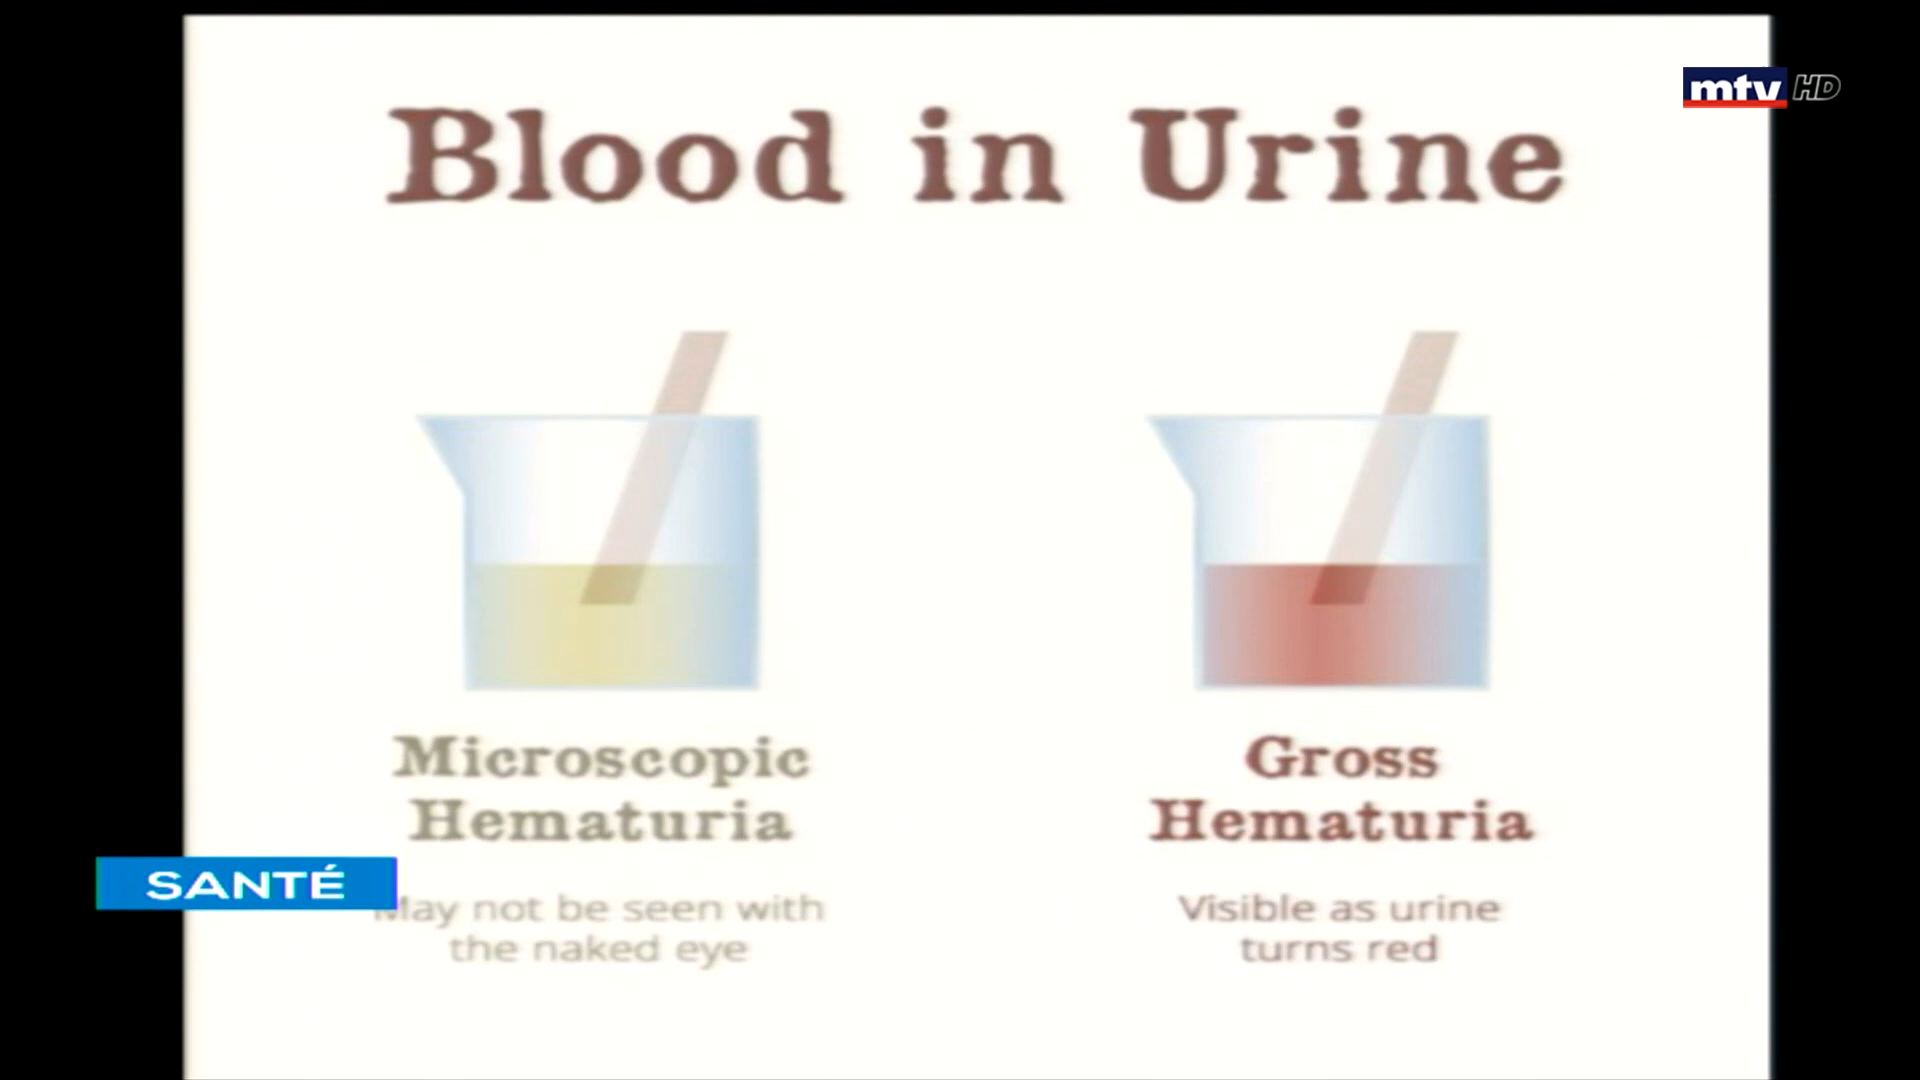 mtv HD
Blood in Urine
Microscopic
Hematuria
May not be seen with
the naked eye
Gross
Hematuria
Visible as urine
turns red
SANTÉ